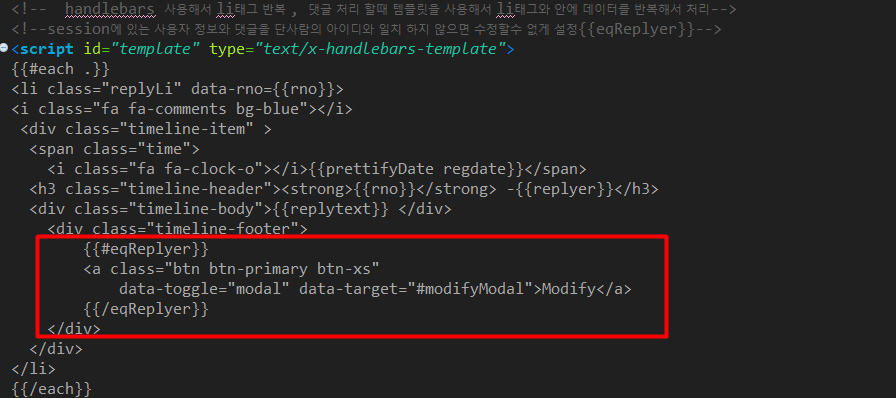 <!--  handlebars 사용해서 li태그 반복 , 댓글 처리 할때 템플릿을 사용해서 li태그와 안에 데이터를 반복해서 처리-->
<!--session에 있는 사용자 정보와 댓글을 단사람의 아이디와 일치 하지 않으면 수정할수 없게 설정{{eqReplyer}}-->
<script id="template" type="text/x-handlebars-template">
{{#each .}}
<li class="replyLi" data-rno={{rno}}>
<i class="fa fa-comments bg-blue"></i>
 <div class="timeline-item" >
  <span class="time">
    <i class="fa fa-clock-o"></i>{{prettifyDate regdate}}</span>
  <h3 class="timeline-header"><strong>{{rno}}</strong> -{{replyer}}</h3>
  <div class="timeline-body">{{replytext}} </div>
    <div class="timeline-footer">
        {{#eqReplyer}}
        <a class="btn btn-primary btn-xs"
            data-toggle="modal" data-target="#modifyModal">Modify</a>
        {{/eqReplyer}}
    </div>
  </div>
</li>
{{/each}}